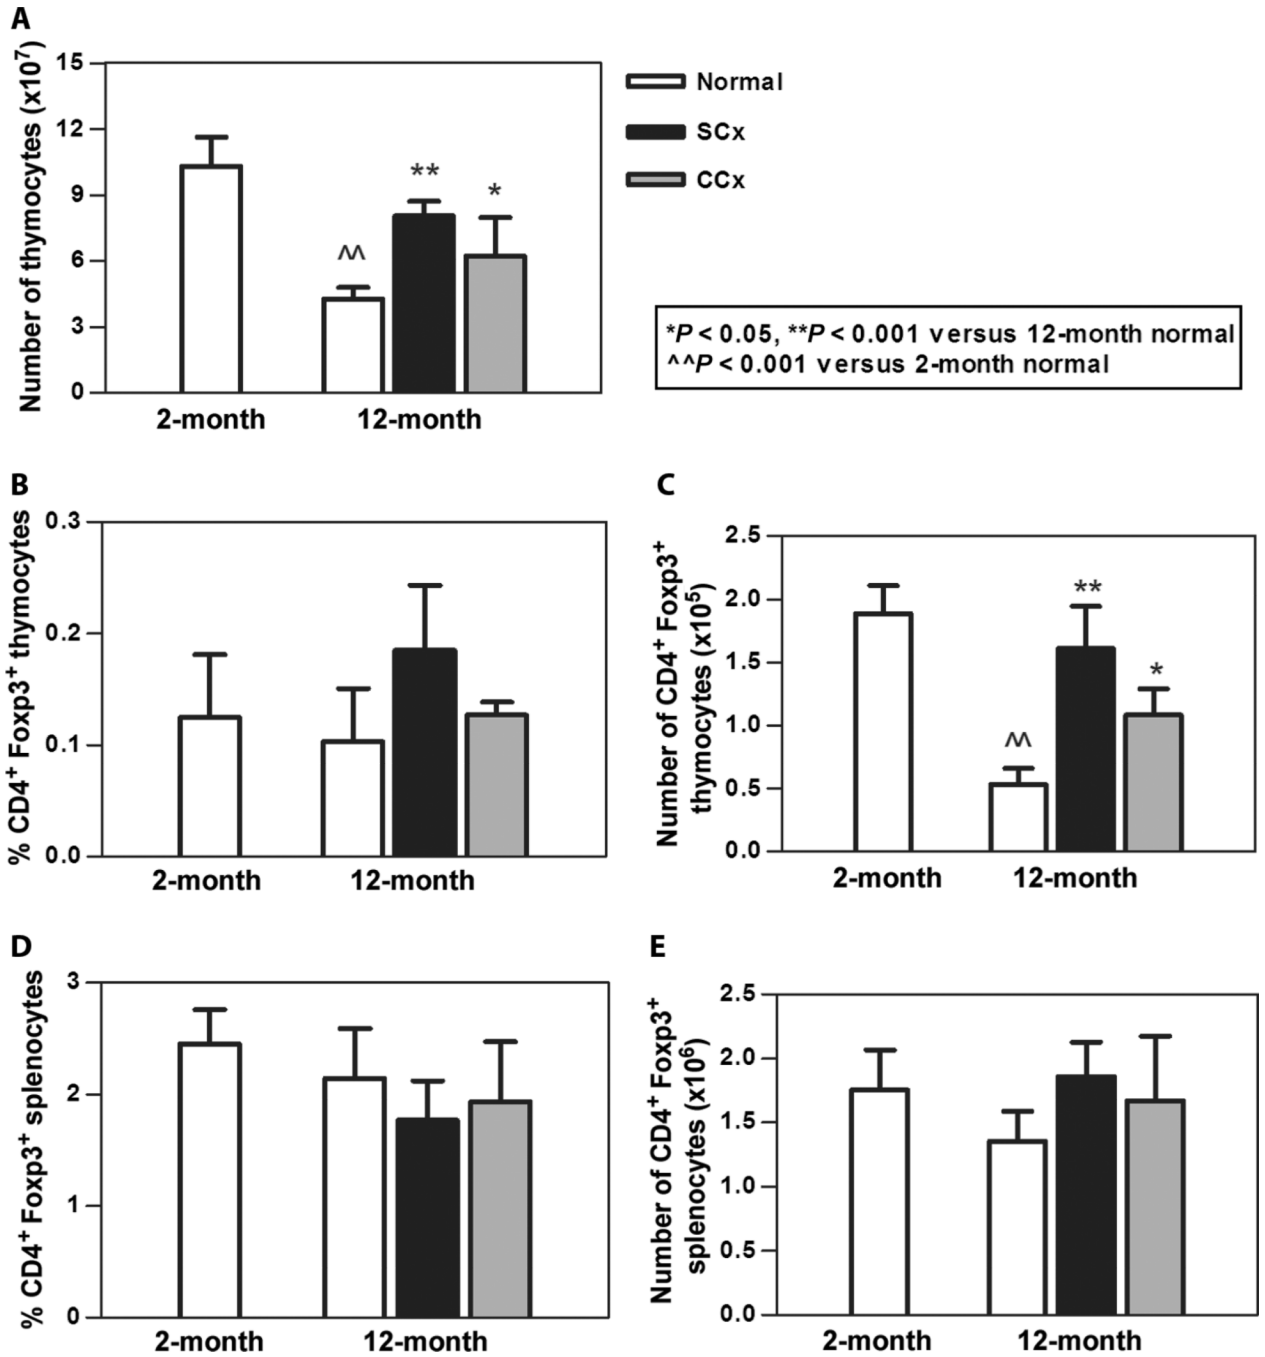 A
Number of thymocytes (x10⁷)
15
12
9
6
3
0
^^
**
*
2-month
12-month
Normal
SCx
CCx
*P < 0.05, **P < 0.001 versus 12-month normal
^^P < 0.001 versus 2-month normal
B
% CD4⁺ Foxp3⁺ thymocytes
0.3
0.2
0.1
0.0
2-month
12-month
C
Number of CD4⁺ Foxp3⁺
thymocytes (x10⁵)
2.5
2.0
1.5
1.0
0.5
0.0
^^
**
*
2-month
12-month
D
% CD4⁺ Foxp3⁺ splenocytes
3
2
1
0
2-month
12-month
E
Number of CD4⁺ Foxp3⁺
splenocytes (x10⁶)
2.5
2.0
1.5
1.0
0.5
0.0
2-month
12-month